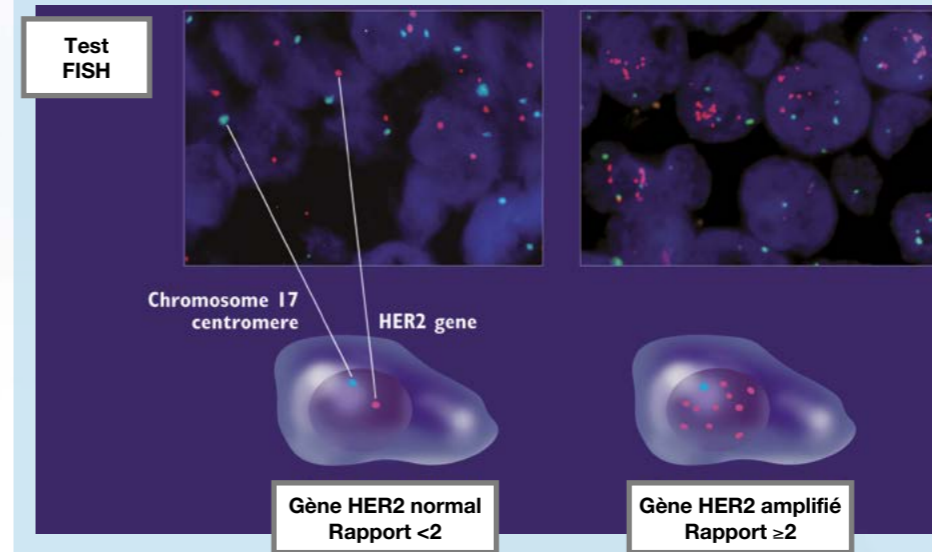 Test
FISH
Chromosome 17
centromere
HER2 gene
Gène HER2 normal
Rapport <2
Gène HER2 amplifié
Rapport ≥2